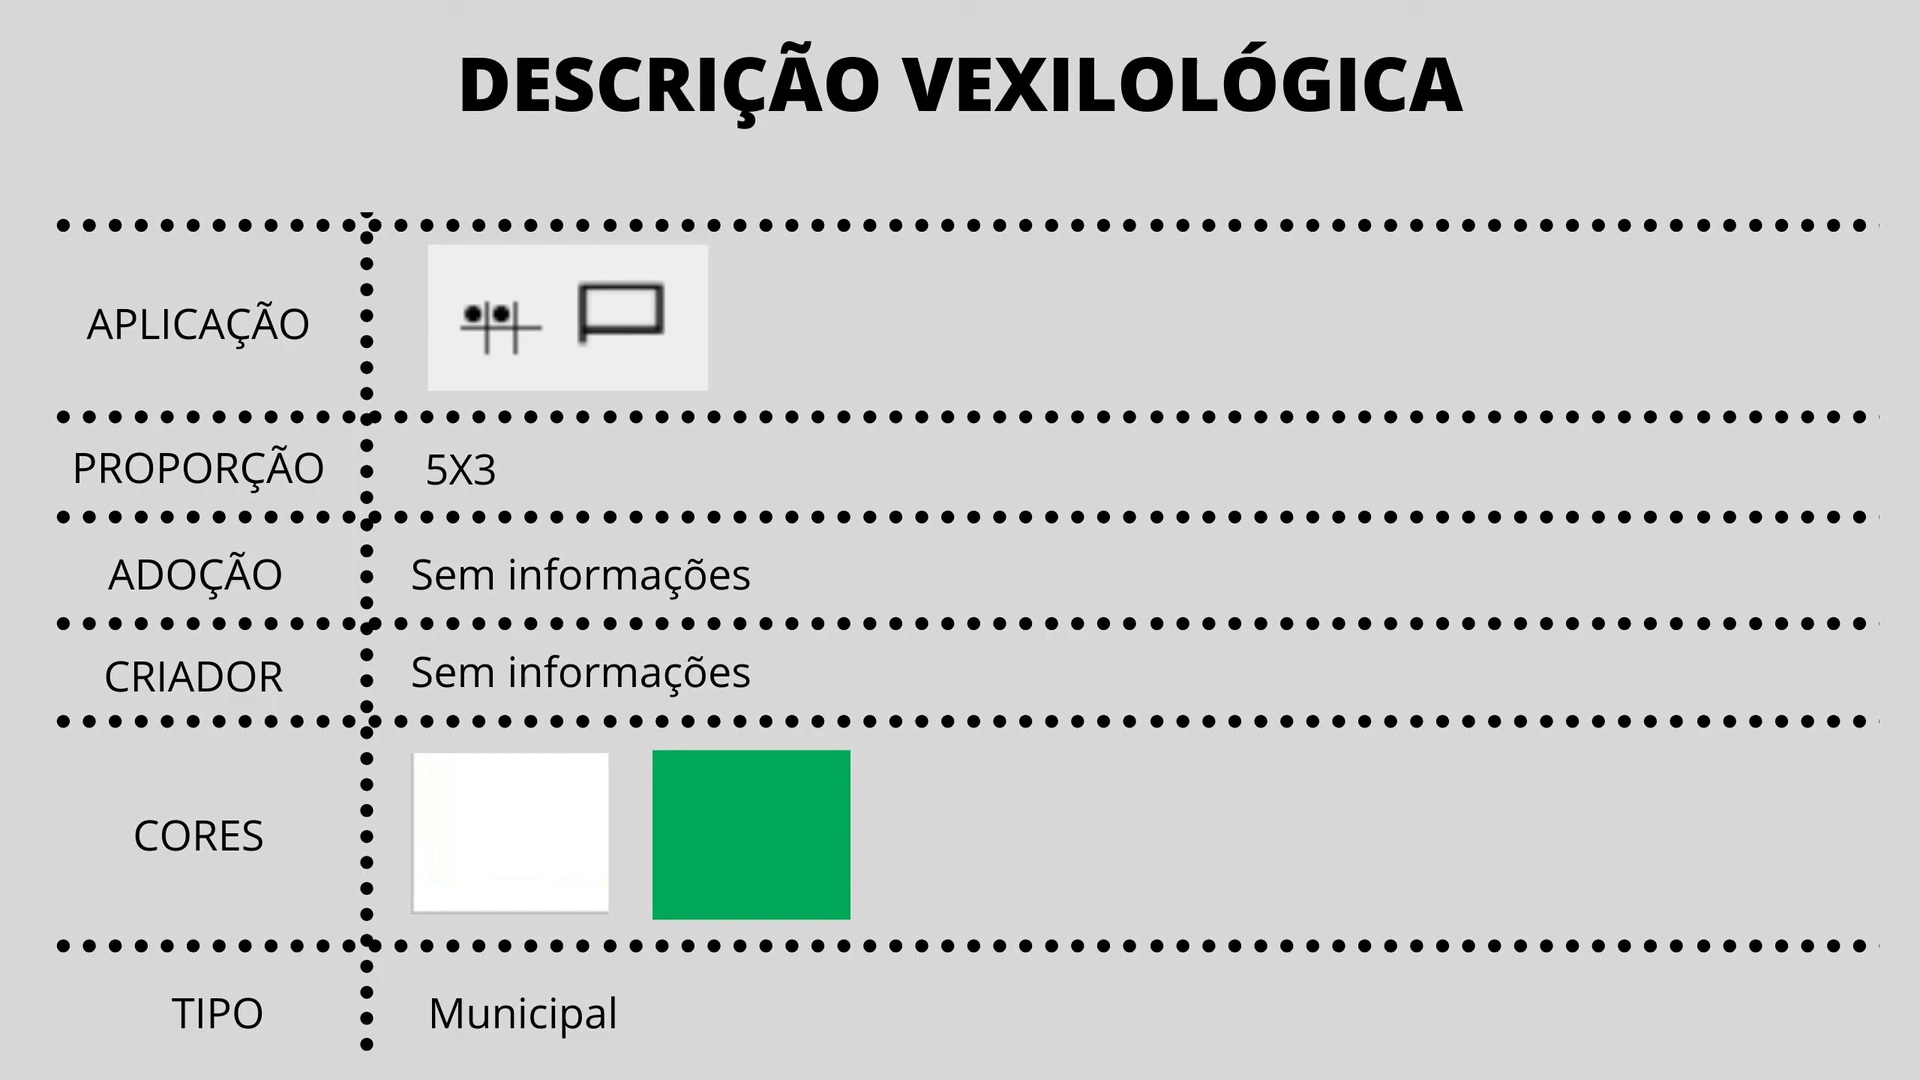 DESCRIÇÃO VEXILOLÓGICA
APLICAÇÃO
PROPORÇÃO 5X3
ADOÇÃO Sem informações
CRIADOR Sem informações
CORES
TIPO Municipal